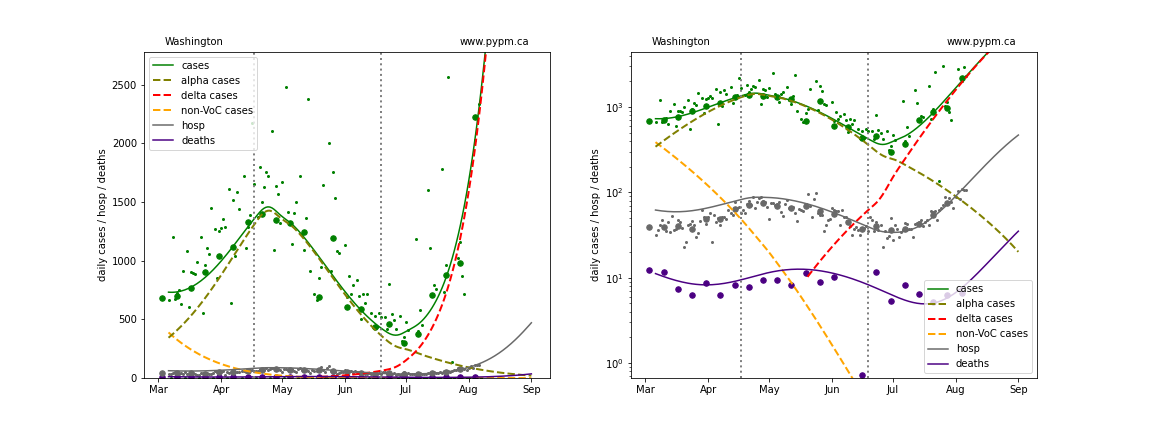 Washington www.pypm.ca
2500
2000
1500
1000
500
0
daily cases / hosp / deaths
cases
alpha cases
delta cases
non-VoC cases
hosp
deaths
Mar Apr May Jun Jul Aug Sep
Washington www.pypm.ca
10³
10²
10¹
10⁰
daily cases / hosp / deaths
cases
alpha cases
delta cases
non-VoC cases
hosp
deaths
Mar Apr May Jun Jul Aug Sep